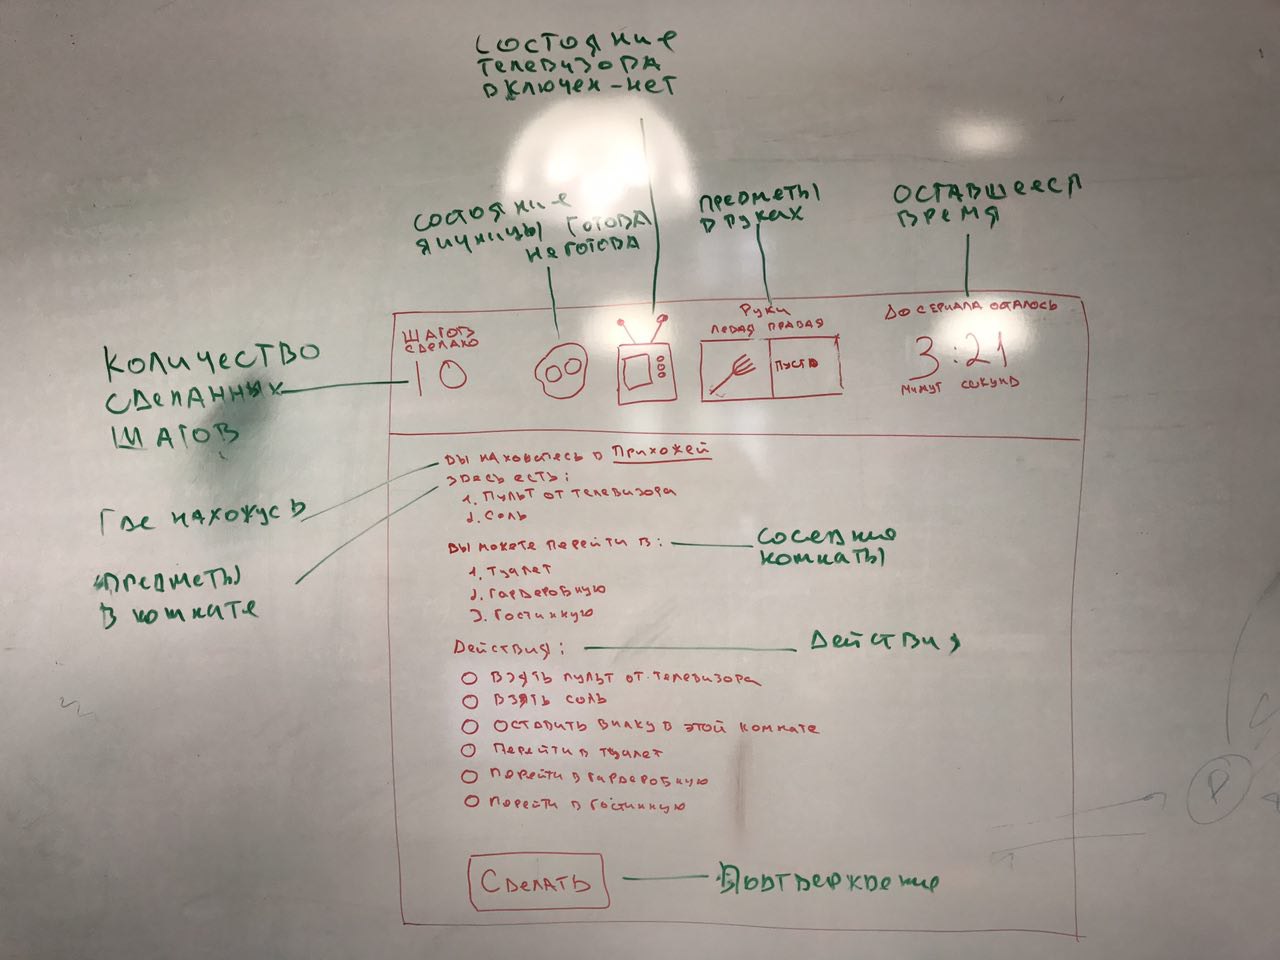 СОСТОЯНИЕ
ТЕЛЕВИЗОРА
ВКЛЮЧЕН-НЕТ
СОСТОЯНИЕ
ЯИЧНИЦЫ ГОТОВА
НЕ ГОТОВА
ПРЕДМЕТЫ
В РУКАХ
ОСТАВШЕЕСЯ
ВРЕМЯ
КОЛИЧЕСТВО
СДЕЛАННЫХ
ШАГОВ
ШАГОВ
СДЕЛАНО
10
РУКИ
ЛЕВАЯ ПРАВАЯ
ПУСТО
ДО СЕРИАЛА ОСТАЛОСЬ
3:21
МИНУТ СЕКУНД
ГДЕ НАХОЖУСЬ
ПРЕДМЕТЫ
В КОМНАТЕ
ВЫ НАХОДИТЕСЬ В ПРИХОЖЕЙ
ЗДЕСЬ ЕСТЬ:
1. ПУЛЬТ ОТ ТЕЛЕВИЗОРА
2. СОЛЬ
ВЫ МОЖЕТЕ ПЕРЕЙТИ В:
СОСЕДНИЕ
КОМНАТЫ
1. ТУАЛЕТ
2. ГАРДЕРОБНУЮ
3. ГОСТИННУЮ
ДЕЙСТВИЯ:
ДЕЙСТВИЯ
ВЗЯТЬ ПУЛЬТ ОТ ТЕЛЕВИЗОРА
ВЗЯТЬ СОЛЬ
ОСТАВИТЬ ВИЛКУ В ЭТОЙ КОМНАТЕ
ПЕРЕЙТИ В ТУАЛЕТ
ПЕРЕЙТИ В ГАРДЕРОБНУЮ
ПЕРЕЙТИ В ГОСТИННУЮ
СДЕЛАТЬ
ПОДТВЕРЖДЕНИЕ
P